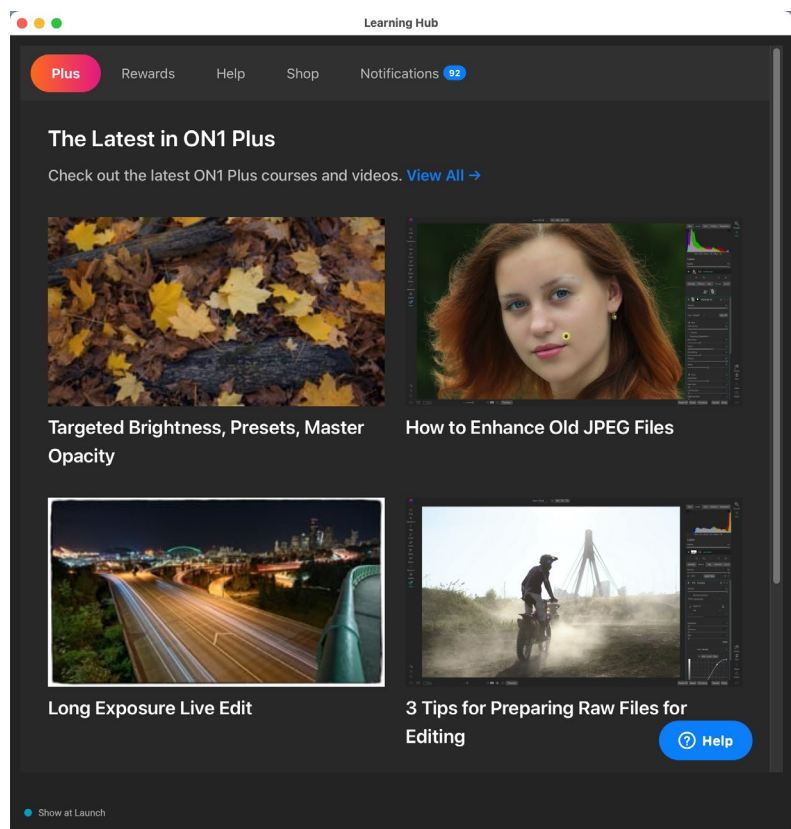 Learning Hub
Plus Rewards Help Shop Notifications 92
The Latest in ON1 Plus
Check out the latest ON1 Plus courses and videos. View All →
Targeted Brightness, Presets, Master
Opacity
How to Enhance Old JPEG Files
Long Exposure Live Edit
3 Tips for Preparing Raw Files for
Editing
Help
Show at Launch